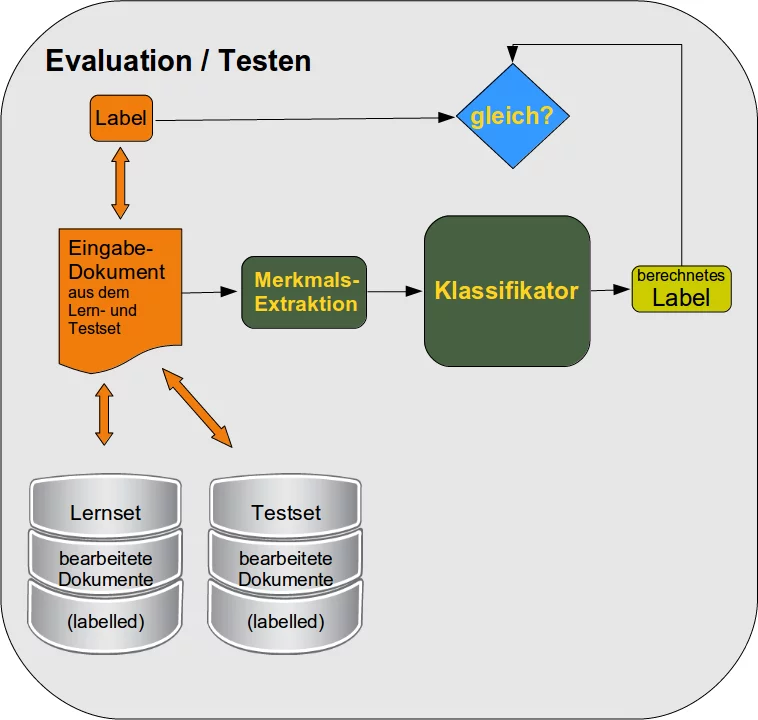 Evaluation / Testen
Label
gleich?
Eingabe-
Dokument
aus dem
Lern- und
Testset
Merkmals-
Extraktion
Klassifikator
berechnetes
Label
Lernset
bearbeitete
Dokumente
(labelled)
Testset
bearbeitete
Dokumente
(labelled)